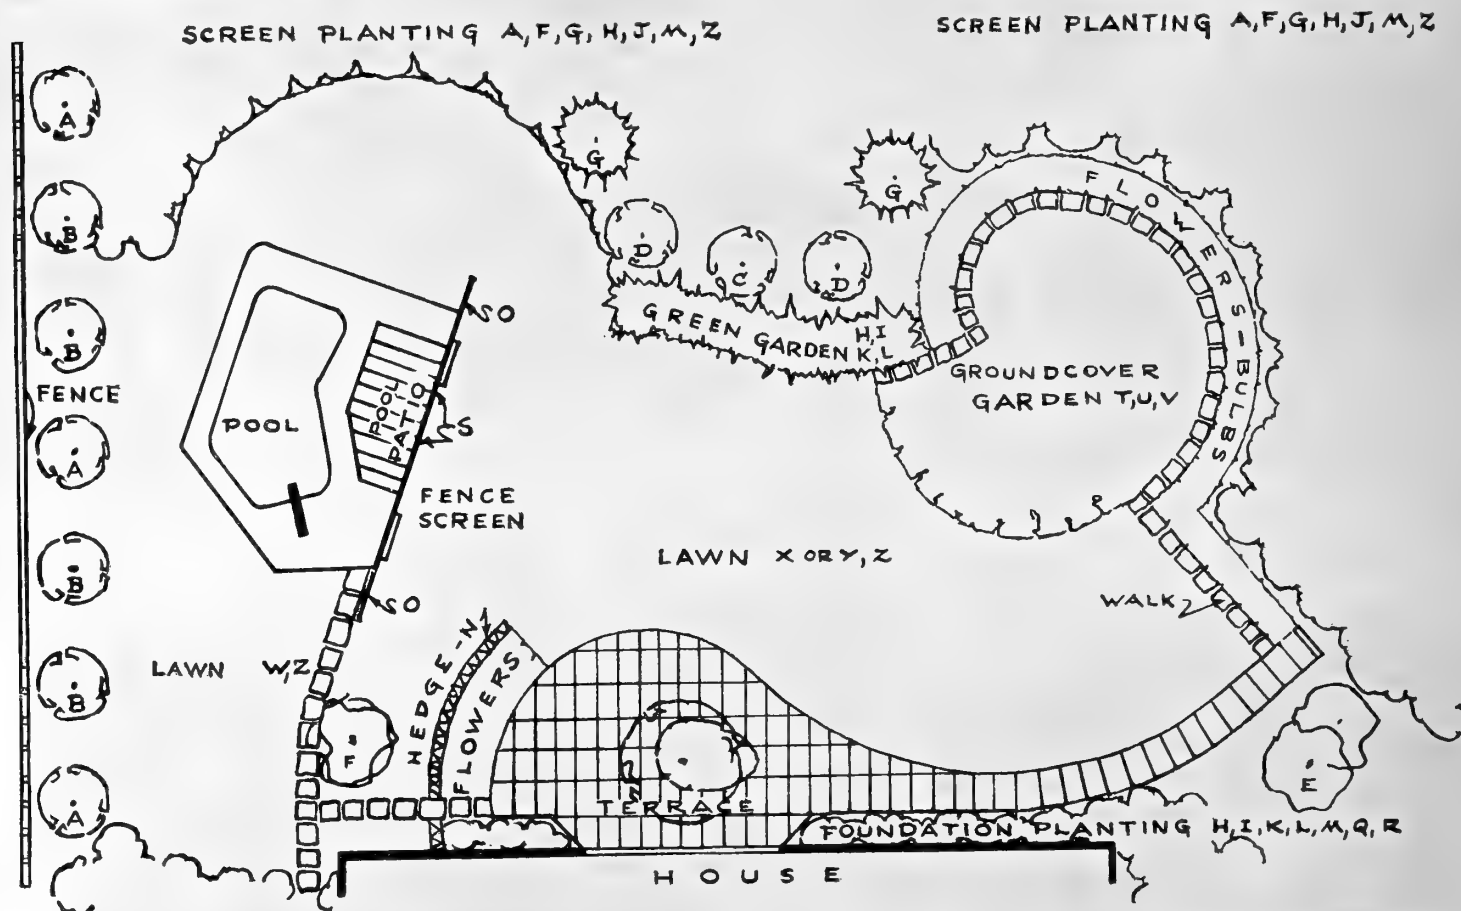 SCREEN PLANTING A, F, G, H, J, M, Z
SCREEN PLANTING A, F, G, H, J, M, Z
A
B
B
FENCE
A
B
B
A
G
G
D
C
D
GREEN GARDEN H, I
K, L
FLOWERS-BULBS
GROUNDCOVER
GARDEN T, U, V
SO
POOL
POOL
PATIO
S
FENCE
SCREEN
SO
LAWN X OR Y, Z
WALK
LAWN W, Z
HEDGE-N
FLOWERS
F
S
TERRACE
E
FOUNDATION PLANTING H, I, K, L, M, Q, R
HOUSE